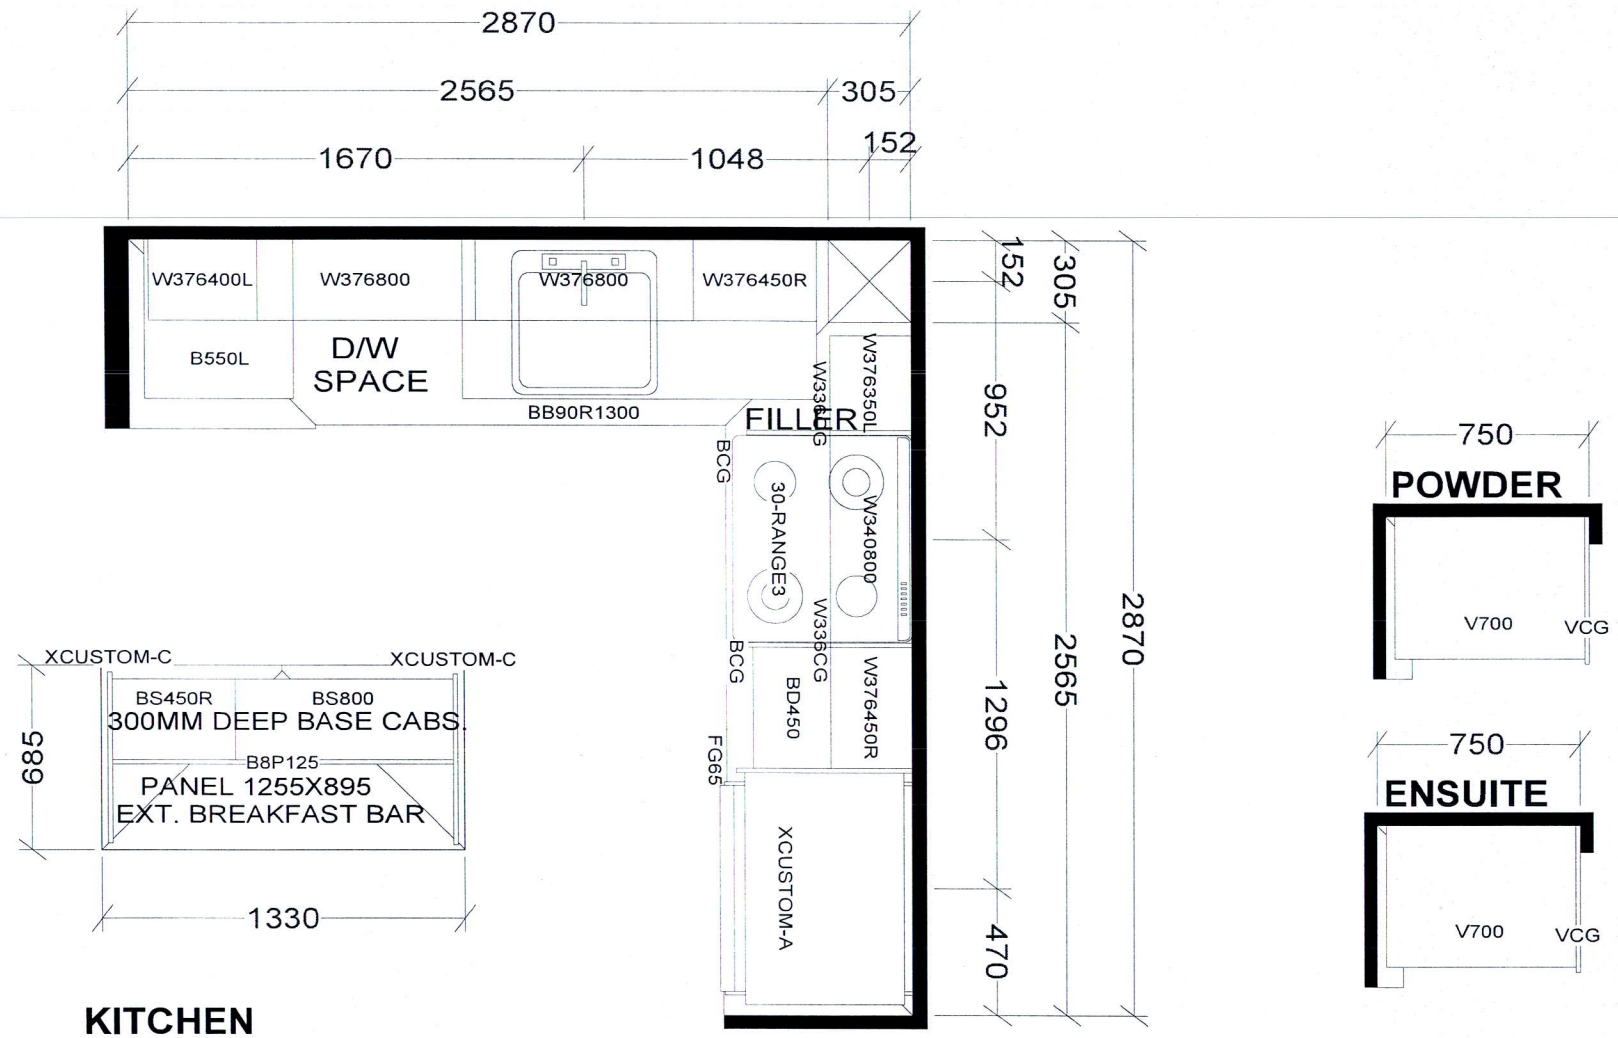 2870
2565
305
1670
1048
152
W376400L
W376800
W376800
W376450R
B550L
D/W
SPACE
BB90R1300
FILLER
W336CG
W376350L
BCG
30-RANGE3
W340800
W336CG
BCG
BD450
W376450R
FG65
XCUSTOM-A
152
305
952
2870
2565
1296
470
XCUSTOM-C
XCUSTOM-C
BS450R
BS800
300MM DEEP BASE CABS.
B8P125
PANEL 1255X895
EXT. BREAKFAST BAR
685
1330
KITCHEN
750
POWDER
V700
VCG
750
ENSUITE
V700
VCG